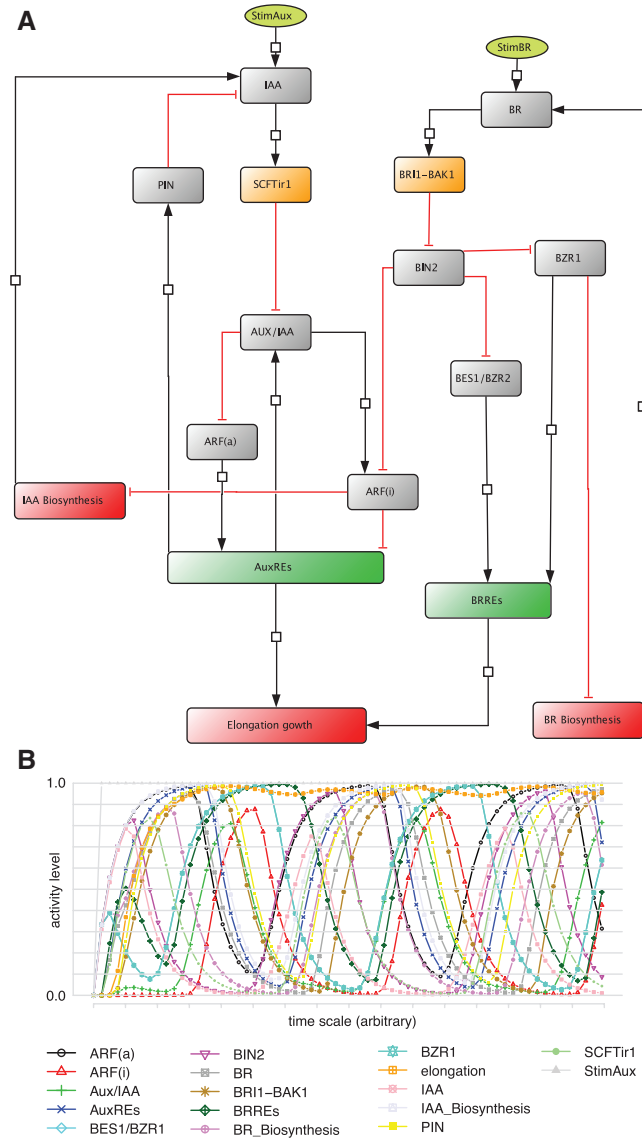 A
StimAux
StimBR
IAA
BR
PIN
SCFTir1
BRI1-BAK1
BIN2
BZR1
AUX/IAA
BES1/BZR2
ARF(a)
IAA Biosynthesis
ARF(i)
AuxREs
BRREs
Elongation gowth
BR Biosynthesis
B
1.0
activity level
0.0
time scale (arbitrary)
ARF(a) BIN2 BZR1 SCFTir1
ARF(i) BR elongation StimAux
Aux/IAA BRI1-BAK1 IAA
AuxREs BRREs IAA_Biosynthesis
BES1/BZR1 BR_Biosynthesis PIN